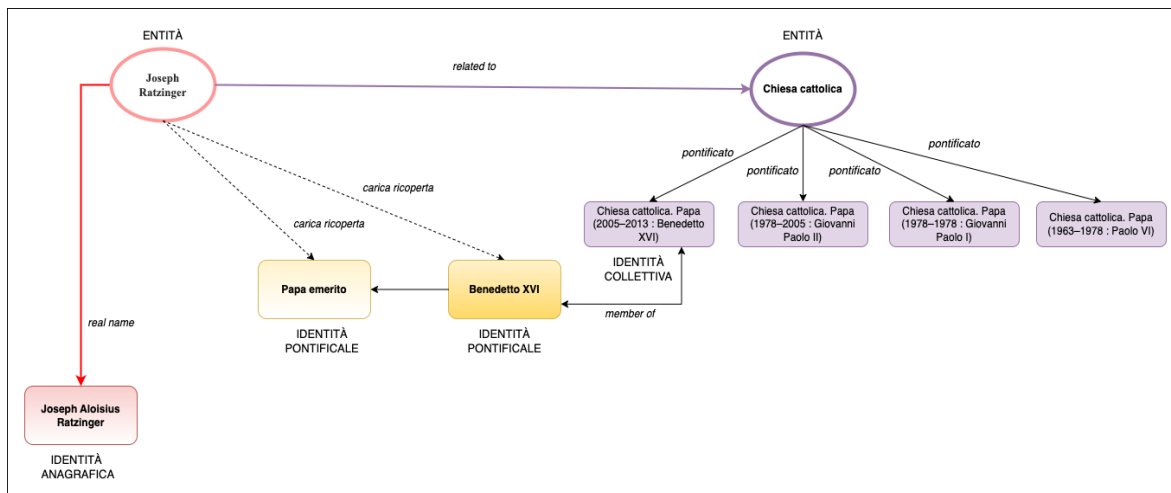 ENTITÀ
ENTITÀ
Joseph
Ratzinger
related to
Chiesa cattolica
pontificato
pontificato
pontificato
pontificato
carica ricoperta
carica ricoperta
Chiesa cattolica. Papa
(2005–2013 : Benedetto
XVI)
Chiesa cattolica. Papa
(1978–2005 : Giovanni
Paolo II)
Chiesa cattolica. Papa
(1978–1978 : Giovanni
Paolo I)
Chiesa cattolica. Papa
(1963–1978 : Paolo VI)
IDENTITÀ
COLLETTIVA
Papa emerito
Benedetto XVI
member of
real name
IDENTITÀ
PONTIFICALE
IDENTITÀ
PONTIFICALE
Joseph Aloisius
Ratzinger
IDENTITÀ
ANAGRAFICA